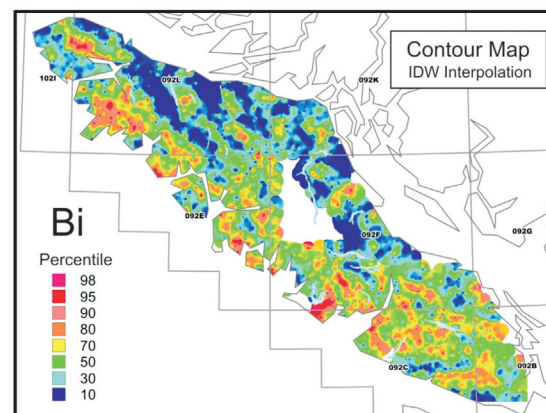 Contour Map
IDW Interpolation
102I
092L
092K
092E
092F
092G
092C
092B
Bi
Percentile
98
95
90
80
70
50
30
10